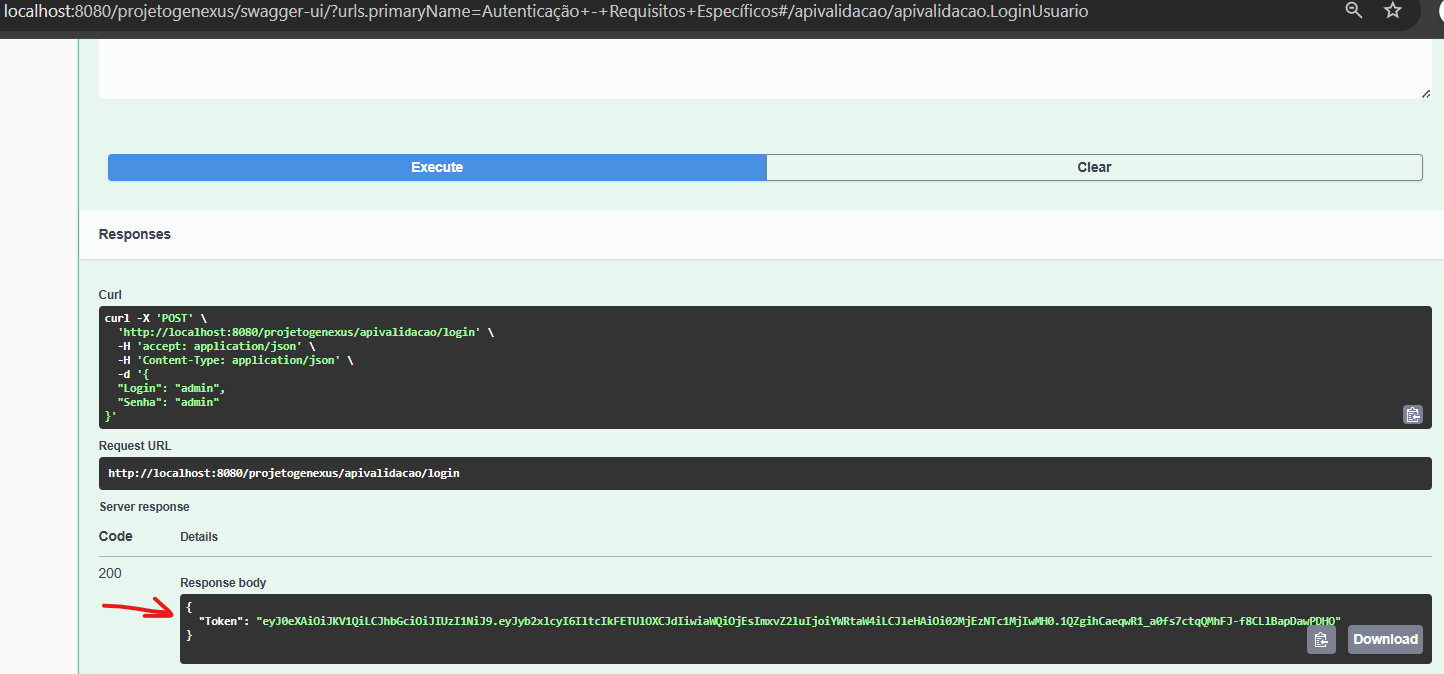 localhost:8080/projetogenexus/swagger-ui/?urls.primaryName=Autenticação+-+Requisitos+Específicos#/apivalidacao/apivalidacao.LoginUsuario
Execute
Clear
Responses
Curl
curl -X 'POST' \
'http://localhost:8080/projetogenexus/apivalidacao/login' \
-H 'accept: application/json' \
-H 'Content-Type: application/json' \
-d '{
"Login": "admin",
"Senha": "admin"
}'
Request URL
http://localhost:8080/projetogenexus/apivalidacao/login
Server response
Code
Details
200
Response body
{
"Token": "eyJ0eXAiOiJKV1QiLCJhbGciOiJIUzI1NiJ9.eyJyb2xlcyI6IltcIkFETUlOXCJdIiwiaWQiOjEsImxvZ2luIjoiYWRtaW4iLCJleHAiOi02MjEzNTc1MjIwMH0.1QZgihCaeqwR1_a0fs7ctqQMhFJ-f8CLlBapDawPDHO"
}
Download